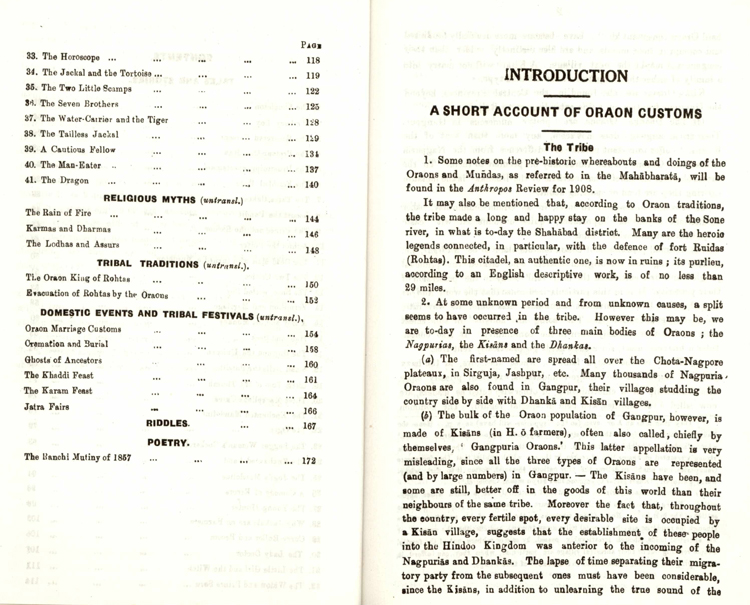 PAGE
33. The Horoscope ... ... ... ... ... 118
34. The Jackal and the Tortoise ... ... ... ... 119
35. The Two Little Scamps ... ... ... ... 122
36. The Seven Brothers ... ... ... ... 125
37. The Water-Carrier and the Tiger ... ... ... 128
38. The Tailless Jackal ... ... ... ... 129
39. A Cautious Fellow ... ... ... ... 134
40. The Man-Eater .. ... ... ... ... 137
41. The Dragon ... ... ... ... ... 140
RELIGIOUS MYTHS (untransl.)
The Rain of Fire ... ... ... ... ... 144
Karmas and Dharmas ... ... ... ... 146
The Lodhas and Assurs ... ... ... ... 148
TRIBAL TRADITIONS (untransl.).
The Oraon King of Rohtas ... ... ... ... 150
Evacuation of Rohtas by the Oraons ... ... ... 152
DOMESTIC EVENTS AND TRIBAL FESTIVALS (untransl.).
Oraon Marriage Customs ... ... ... ... 154
Cremation and Burial ... ... ... ... 158
Ghosts of Ancestors ... ... ... ... 160
The Khaddi Feast ... ... ... ... 161
The Karam Feast ... ... ... ... 164
Jatra Fairs ... ... ... ... 166
RIDDLES. ... ... 167
POETRY.
The Ranchi Mutiny of 1857 ... ... ... ... 172
INTRODUCTION
A SHORT ACCOUNT OF ORAON CUSTOMS
The Tribe
1. Some notes on the pre-historic whereabouts and doings of the
Oraons and Muṇḍas, as referred to in the Mahābharatā, will be
found in the Anthropos Review for 1908.
It may also be mentioned that, according to Oraon traditions,
the tribe made a long and happy stay on the banks of the Sone
river, in what is to-day the Shahābad district. Many are the heroic
legends connected, in particular, with the defence of fort Ruidas
(Rohtas). This citadel, an authentic one, is now in ruins ; its purlieu,
according to an English descriptive work, is of no less than
29 miles.
2. At some unknown period and from unknown causes, a split
seems to have occurred in the tribe. However this may be, we
are to-day in presence of three main bodies of Oraons ; the
Nagpurias, the Kisāns and the Dhankas.
(a) The first-named are spread all over the Chota-Nagpore
plateaux, in Sirguja, Jashpur, etc. Many thousands of Nagpuria
Oraons are also found in Gangpur, their villages studding the
country side by side with Dhankā and Kisān villages.
(b) The bulk of the Oraon population of Gangpur, however, is
made of Kisāns (in H. ō farmers), often also called, chiefly by
themselves, ' Gangpuria Oraons.' This latter appellation is very
misleading, since all the three types of Oraons are represented
(and by large numbers) in Gangpur. — The Kisāns have been, and
some are still, better off in the goods of this world than their
neighbours of the same tribe. Moreover the fact that, throughout
the country, every fertile spot, every desirable site is occupied by
a Kisān village, suggests that the establishment of these people
into the Hindoo Kingdom was anterior to the incoming of the
Nagpurias and Dhankās. The lapse of time separating their migra-
tory party from the subsequent ones must have been considerable,
since the Kisāns, in addition to unlearning the true sound of the